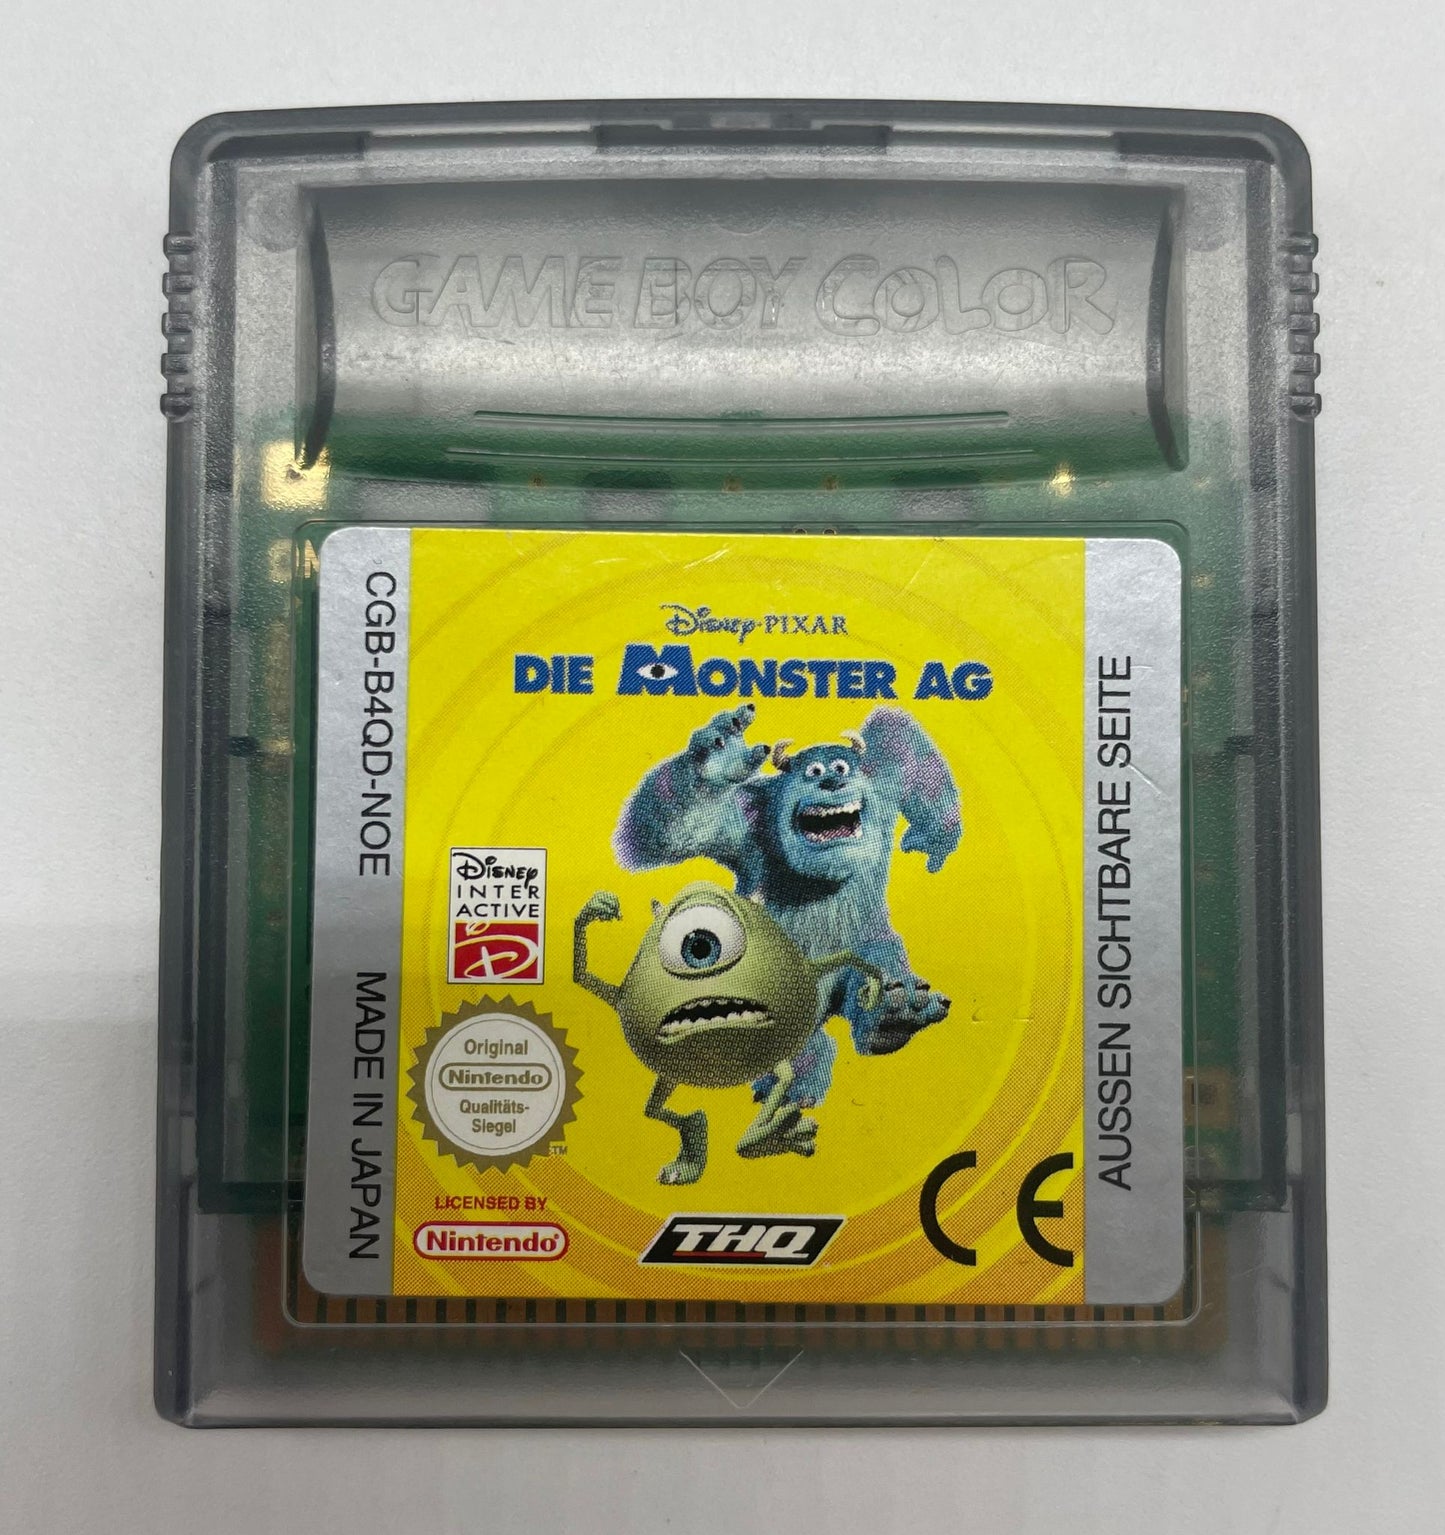 GAME BOY COLOR
Disney·PIXAR
DIE MONSTER AG
CGB-B4QD-NOE MADE IN JAPAN
AUSSEN SICHTBARE SEITE
Disney
INTER
ACTIVE
D
Original
Nintendo
Qualitäts-
Siegel
TM
LICENSED BY
Nintendo®
THQ
CE